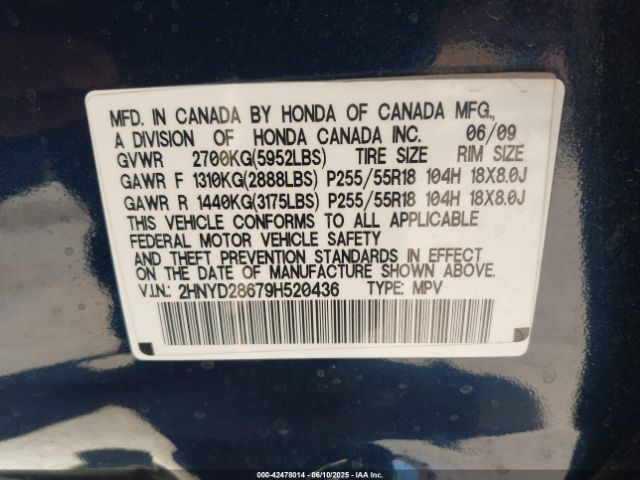 MFD. IN CANADA BY HONDA OF CANADA MFG.,
A DIVISION OF HONDA CANADA INC. 06/09
GVWR 2700KG(5952LBS) TIRE SIZE RIM SIZE
GAWR F 1310KG(2888LBS) P255/55R18 104H 18X8.0J
GAWR R 1440KG(3175LBS) P255/55R18 104H 18X8.0J
THIS VEHICLE CONFORMS TO ALL APPLICABLE
FEDERAL MOTOR VEHICLE SAFETY
AND THEFT PREVENTION STANDARDS IN EFFECT
ON THE DATE OF MANUFACTURE SHOWN ABOVE.
V.I.N.: 2HNYD28679H520436 TYPE: MPV
000-42478014 - 06/10/2025 - IAA Inc.